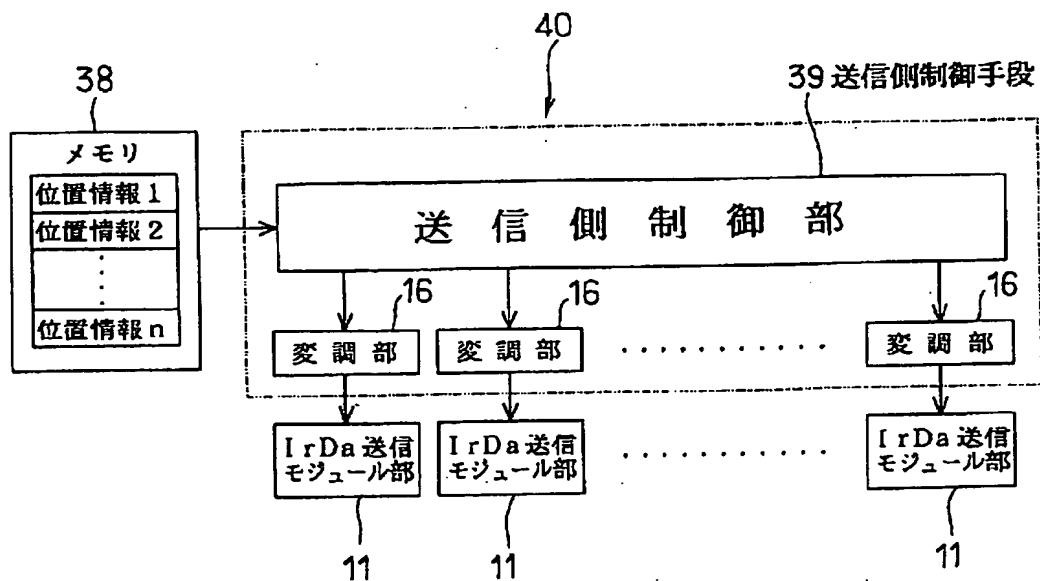 40
38
39 送信側制御手段
メモリ
位置情報1
位置情報2
位置情報n
送信側制御部
16
16
16
変調部
変調部
変調部
IrDa送信
モジュール部
IrDa送信
モジュール部
IrDa送信
モジュール部
11
11
11